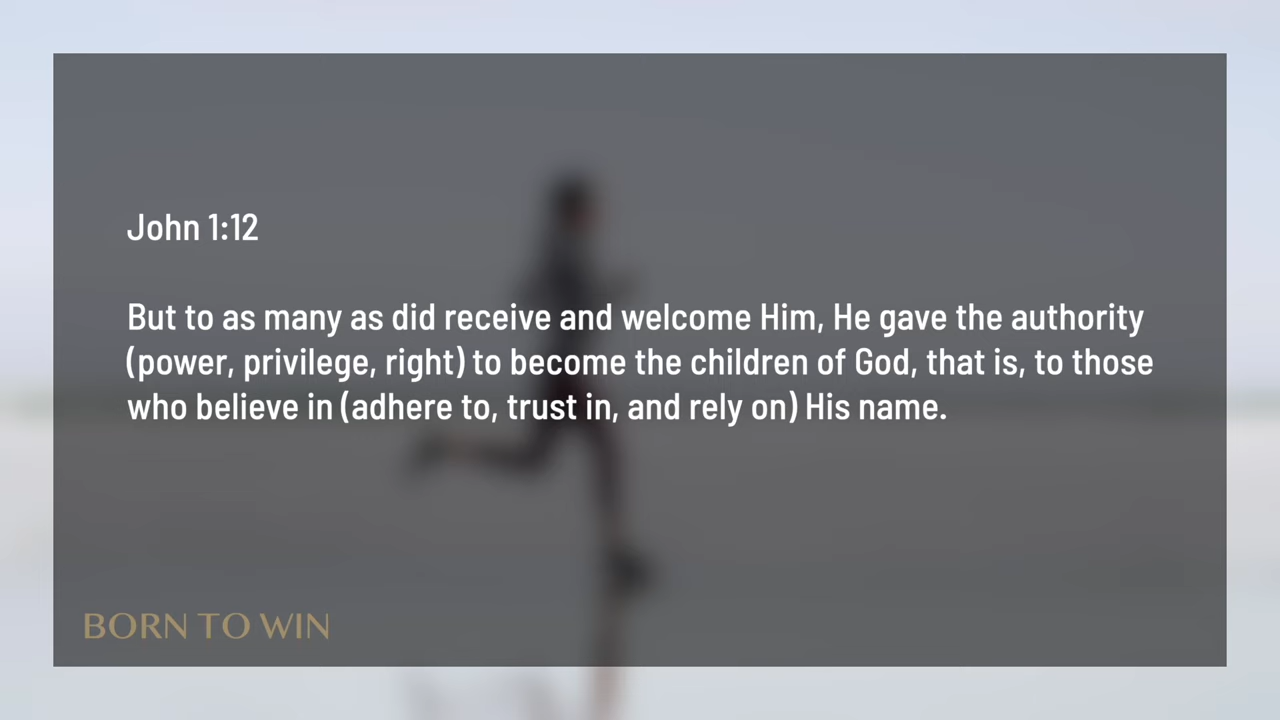 John 1:12
But to as many as did receive and welcome Him, He gave the authority
(power, privilege, right) to become the children of God, that is, to those
who believe in (adhere to, trust in, and rely on) His name.
BORN TO WIN